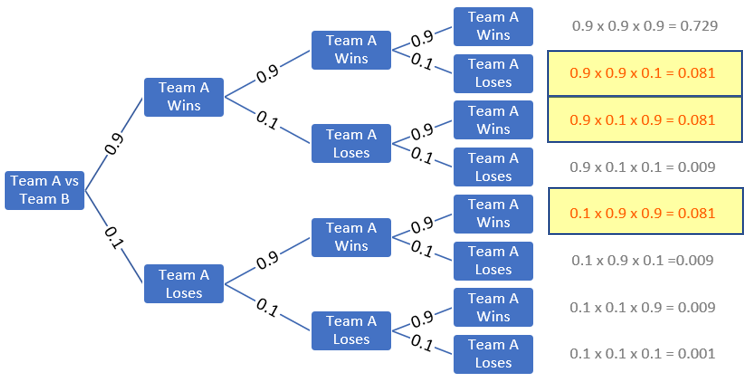 Team A
Wins
0.9 x 0.9 x 0.9 = 0.729
0.9
Team A
Wins
0.1
Team A
Loses
0.9 x 0.9 x 0.1 = 0.081
0.9
Team A
Wins
0.1
Team A
Loses
0.9
Team A
Wins
0.9 x 0.1 x 0.9 = 0.081
0.1
Team A
Loses
0.9 x 0.1 x 0.1 = 0.009
0.9
Team A vs
Team B
0.1
Team A
Loses
0.9
Team A
Wins
0.9
Team A
Wins
0.1 x 0.9 x 0.9 = 0.081
0.1
Team A
Loses
0.1 x 0.9 x 0.1 =0.009
0.1
Team A
Loses
0.9
Team A
Wins
0.1 x 0.1 x 0.9 = 0.009
0.1
Team A
Loses
0.1 x 0.1 x 0.1 = 0.001